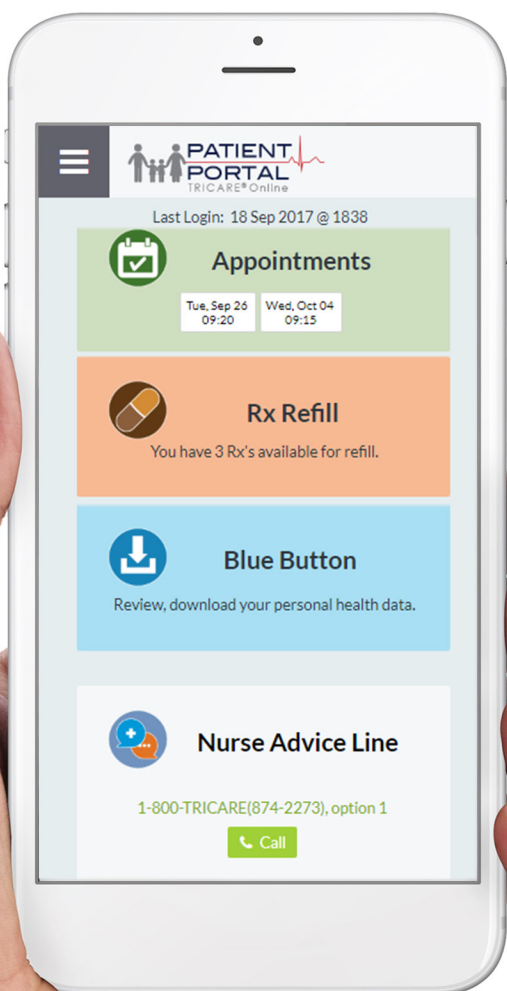 PATIENT
PORTAL
TRICARE® Online
Last Login: 18 Sep 2017 @ 1838
Appointments
Tue, Sep 26
09:20
Wed, Oct 04
09:15
Rx Refill
You have 3 Rx's available for refill.
Blue Button
Review, download your personal health data.
Nurse Advice Line
1-800-TRICARE(874-2273), option 1
Call